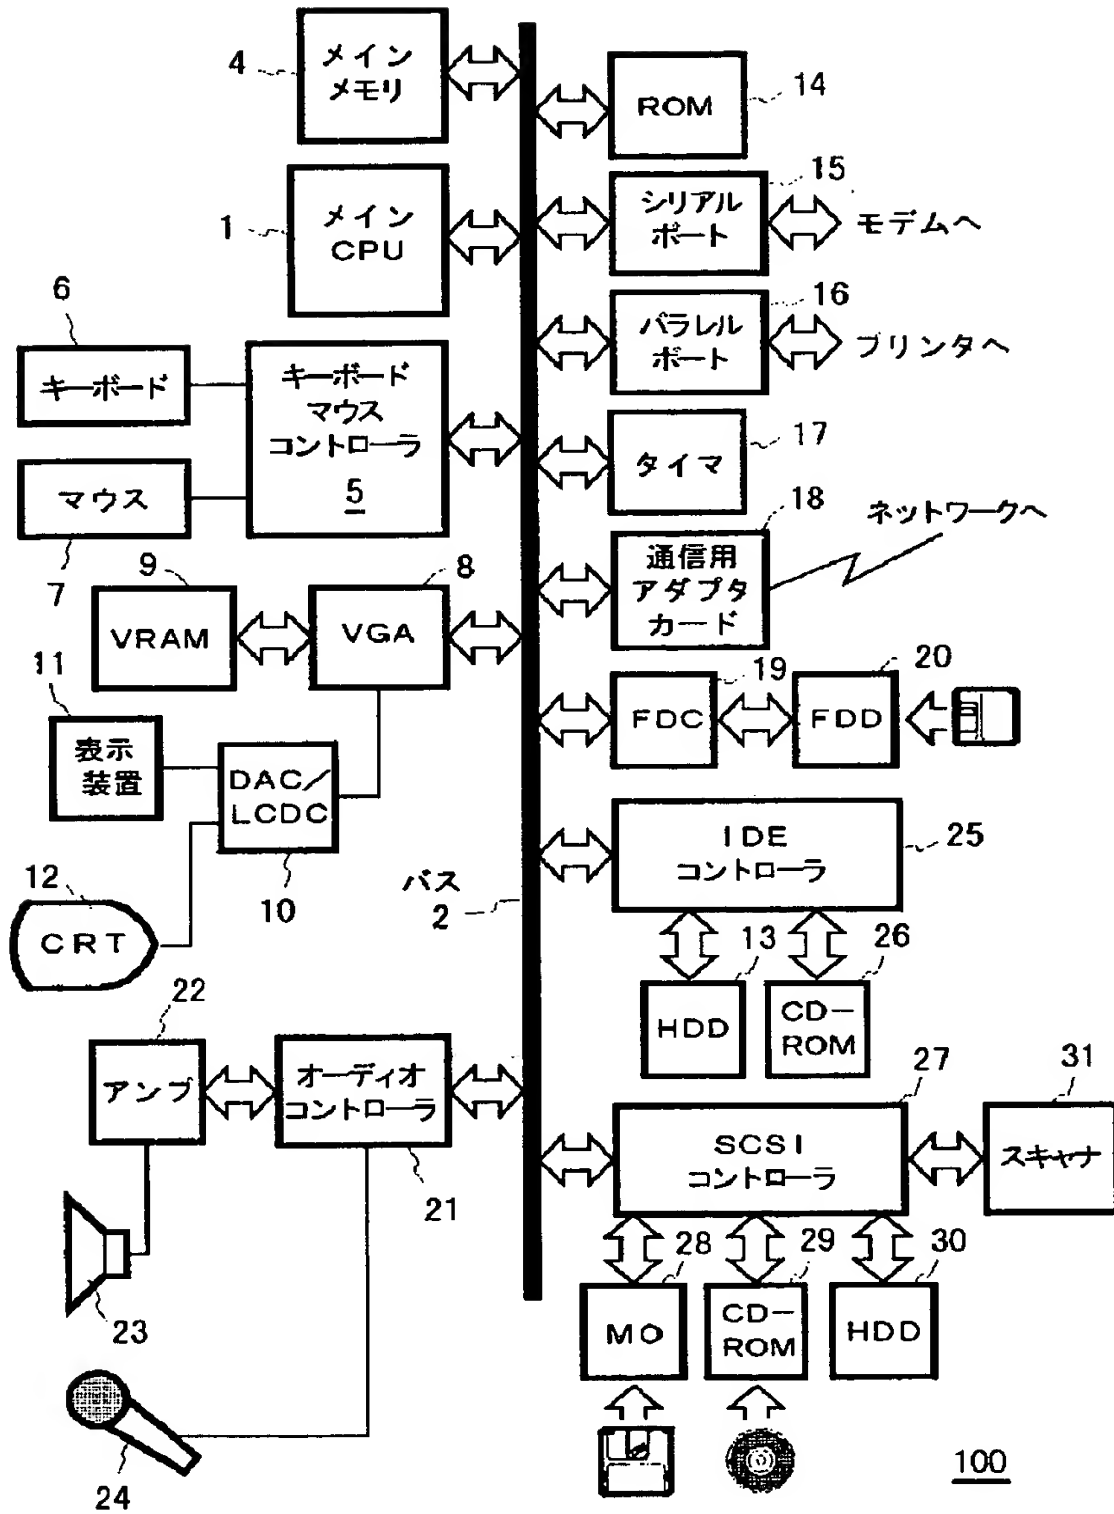 4
メイン
メモリ
ROM
14
1
メイン
CPU
シリアル
ポート
15
モデムへ
パラレル
ポート
16
プリンタへ
6
キーボード
キーボード
マウス
コントローラ
5
マウス
7
タイマ
17
通信用
アダプタ
カード
18
ネットワークへ
9
VRAM
8
VGA
FDC
19
FDD
20
11
表示
装置
DAC／
LCDC
10
12
CRT
バス
2
IDE
コントローラ
25
HDD
13
CD－
ROM
26
22
アンプ
オーディオ
コントローラ
21
SCSI
コントローラ
27
スキャナ
31
23
24
MO
28
CD－
ROM
29
HDD
30
100